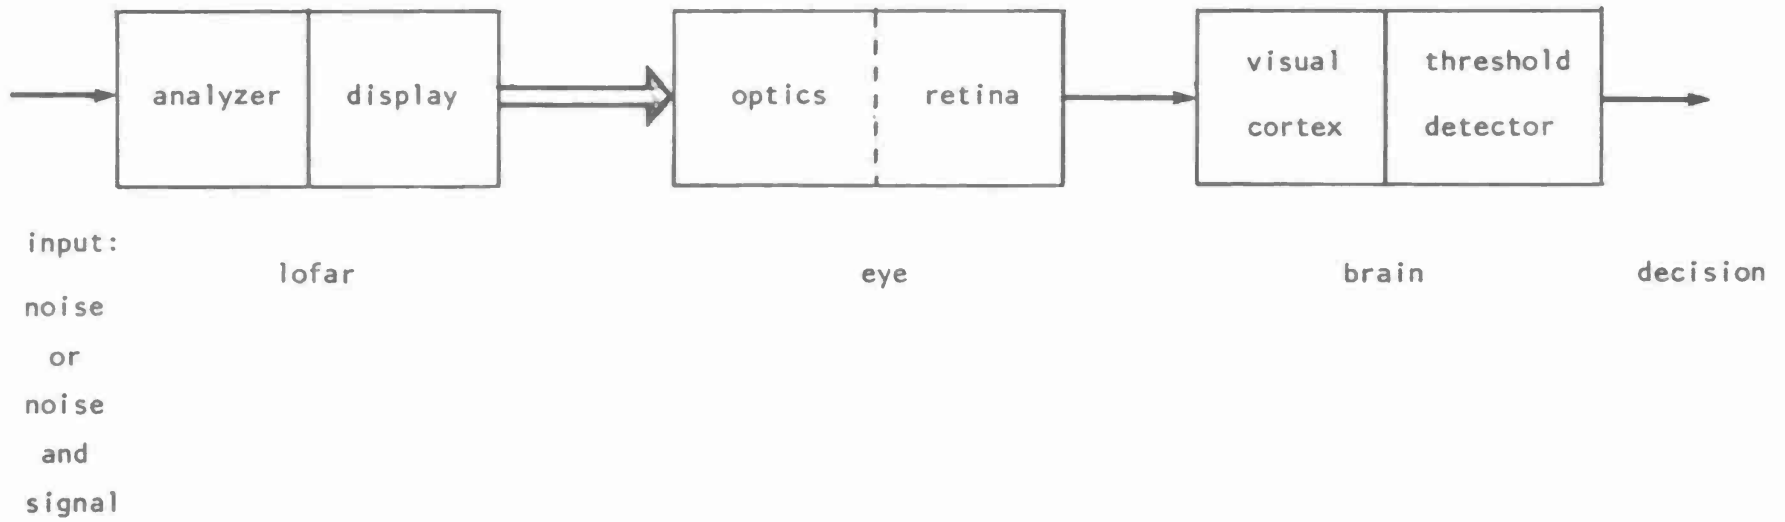 analyzer
display
optics
retina
visual
cortex
threshold
detector
input:
noise
or
noise
and
signal
lofar
eye
brain
decision